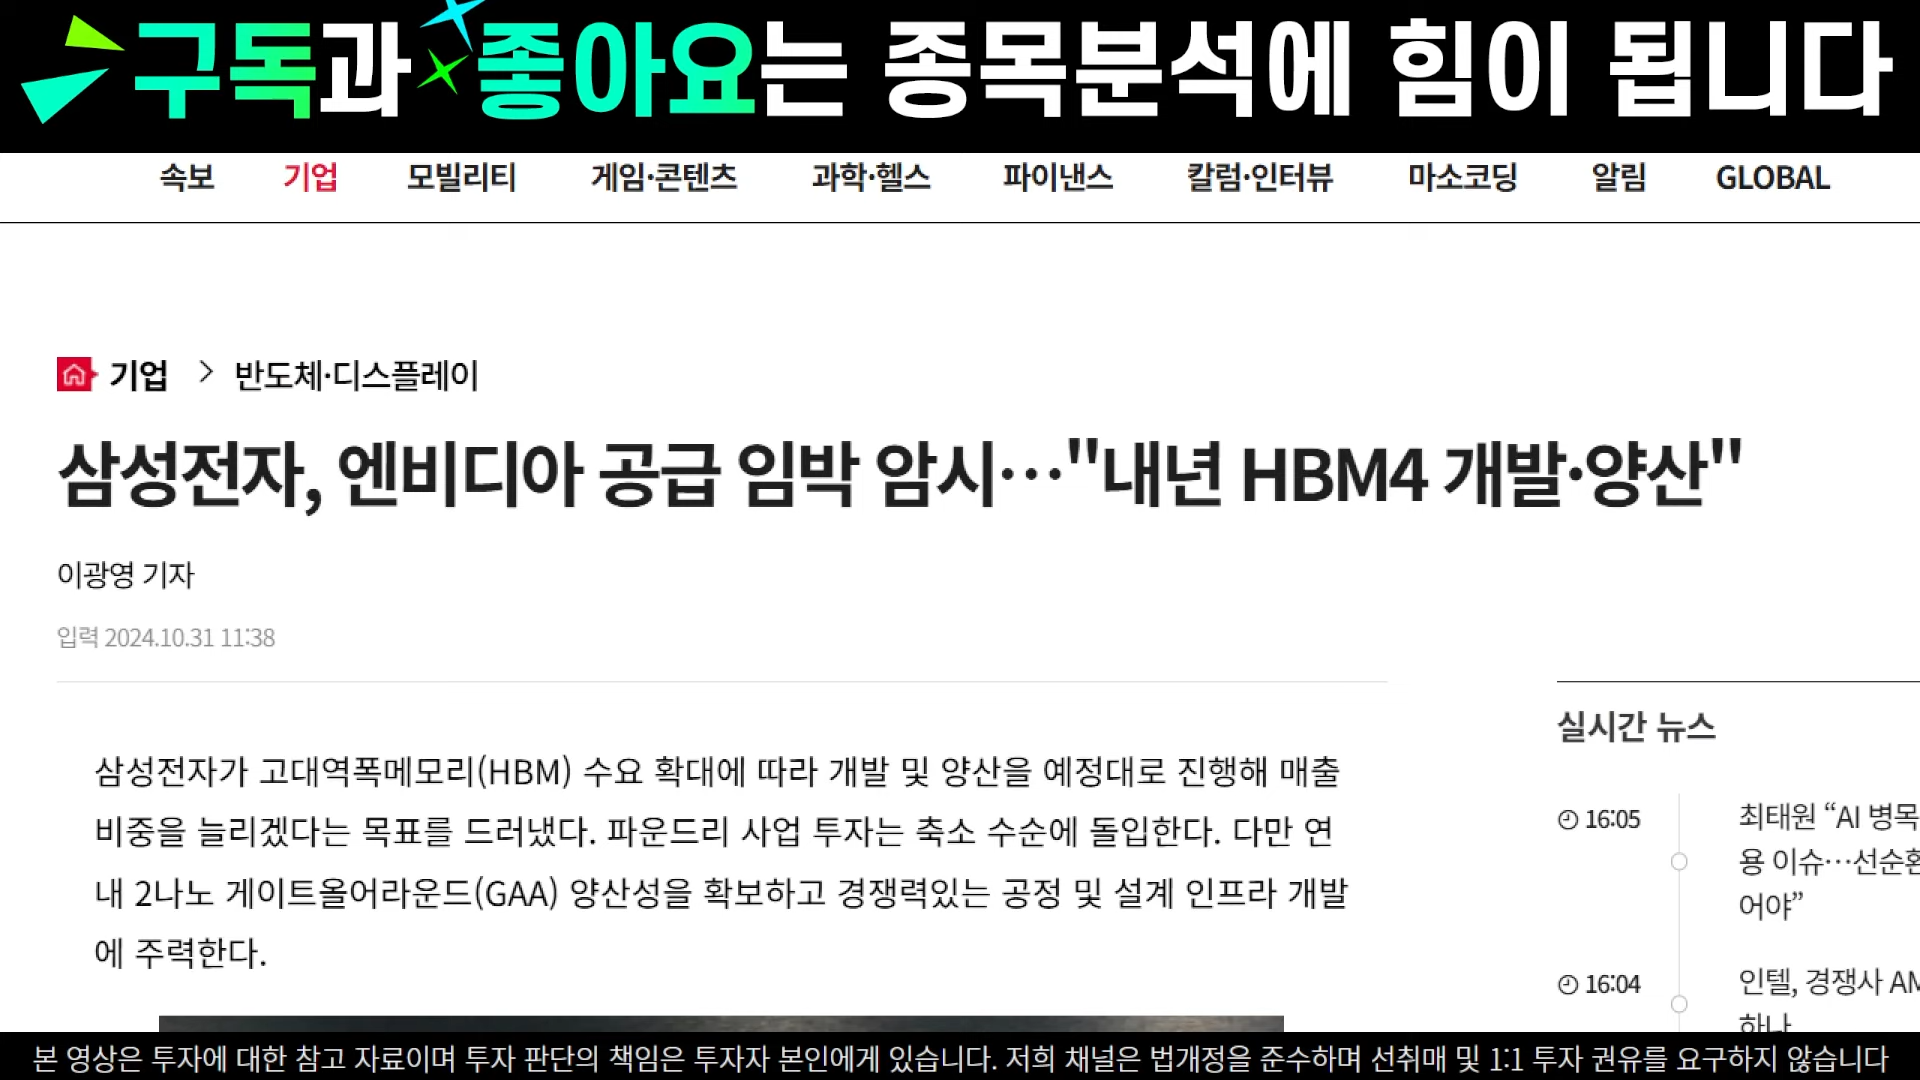 구독과 좋아요는 종목분석에 힘이 됩니다
속보 기업 모빌리티 게임·콘텐츠 과학·헬스 파이낸스 칼럼·인터뷰 마소코딩 알림 GLOBAL
기업 > 반도체·디스플레이
삼성전자, 엔비디아 공급 임박 암시…"내년 HBM4 개발·양산"
이광영 기자
입력 2024.10.31 11:38
삼성전자가 고대역폭메모리(HBM) 수요 확대에 따라 개발 및 양산을 예정대로 진행해 매출
비중을 늘리겠다는 목표를 드러냈다. 파운드리 사업 투자는 축소 수순에 돌입한다. 다만 연
내 2나노 게이트올어라운드(GAA) 양산성을 확보하고 경쟁력있는 공정 및 설계 인프라 개발
에 주력한다.
실시간 뉴스
16:05
최태원 “AI 병목
용 이슈…선순환
어야”
16:04
인텔, 경쟁사 AM
하나
본 영상은 투자에 대한 참고 자료이며 투자 판단의 책임은 투자자 본인에게 있습니다. 저희 채널은 법개정을 준수하며 선취매 및 1:1 투자 권유를 요구하지 않습니다